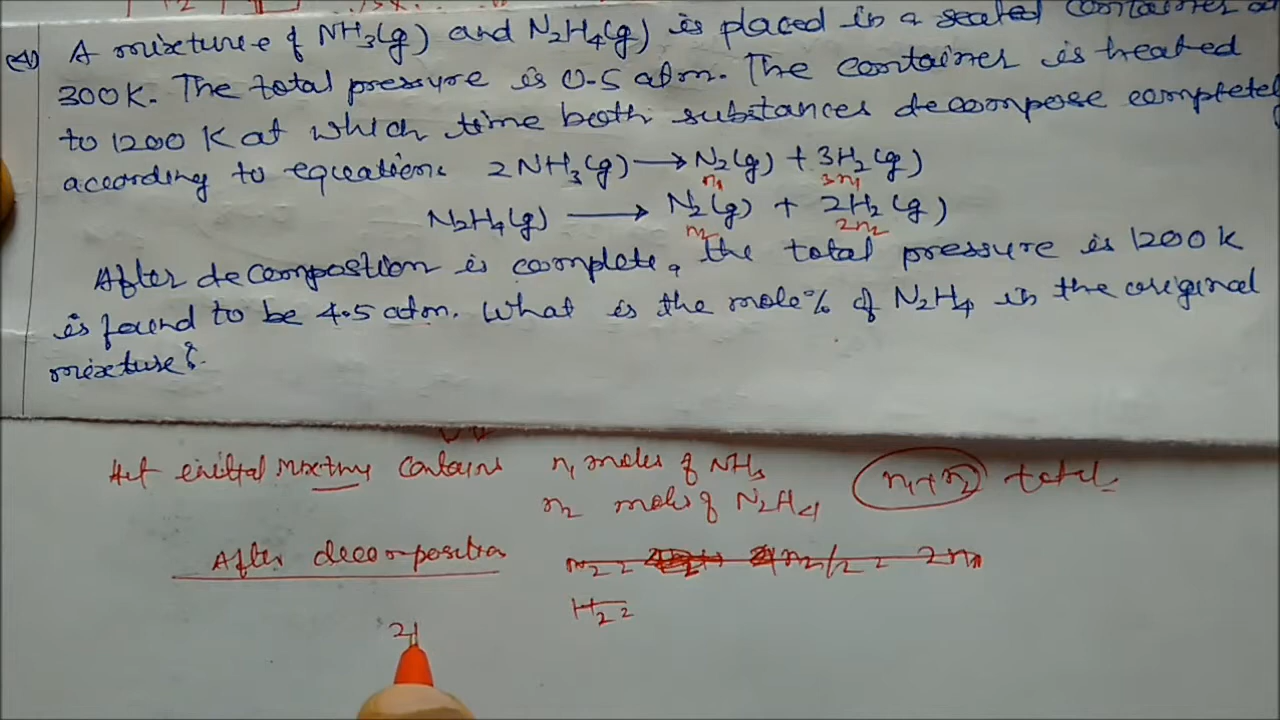 A mixture of NH3(g) and N2H4(g) is placed in a sealed container at
300K. The total pressure is 0.5 atm. The container is heated
to 1200 K at which time both substances decompose completely
according to equation: 2NH3(g) → N2(g) + 3H2(g)
n1 3n1
N2H4(g) → N2(g) + 2H2(g)
n2 2n2
After decompostion is complete, the total pressure is 1200 K
is found to be 4.5 atm. What is the mole% of N2H4 in the original
mixture?
Let initial mixture contains n1 moles of NH3
n2 moles of N2H4 n1+n2 total
After decomposition
H2 =
2